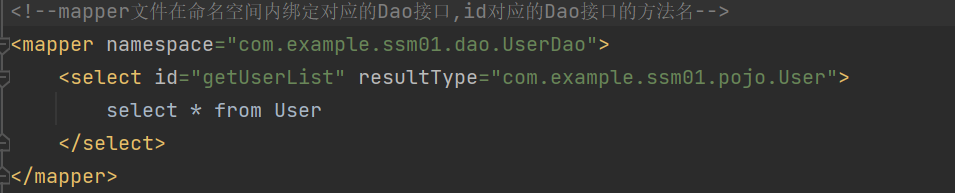 <!--mapper文件在命名空间内绑定对应的Dao接口,id对应的Dao接口的方法名-->
<mapper namespace="com.example.ssm01.dao.UserDao">
    <select id="getUserList" resultType="com.example.ssm01.pojo.User">
        select * from User
    </select>
</mapper>